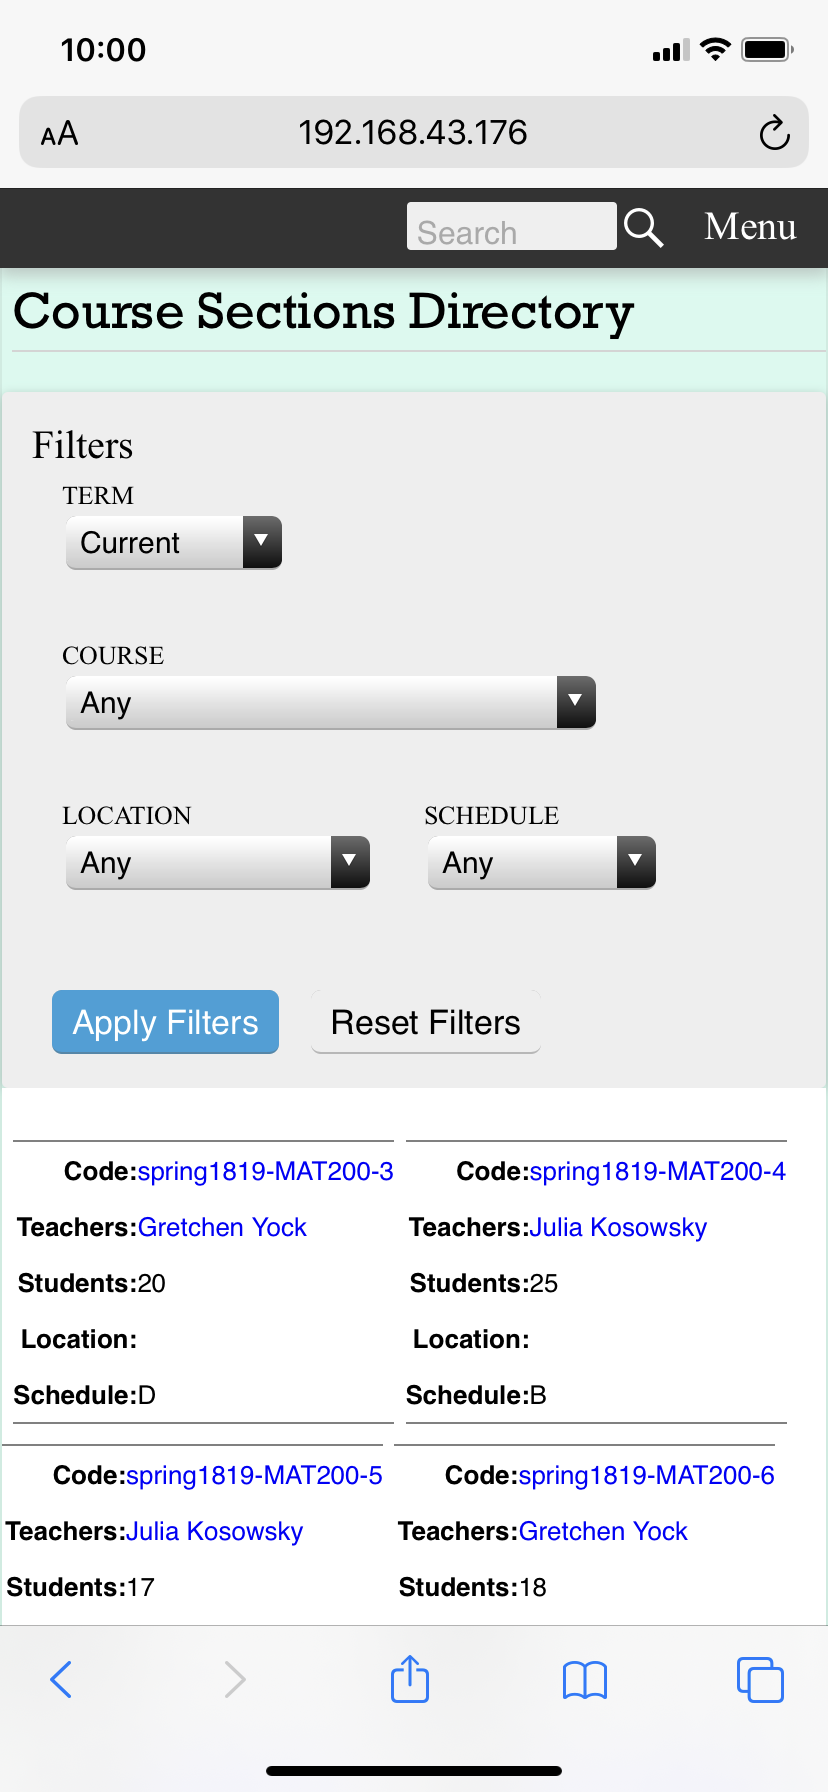 10:00
AA 192.168.43.176
Search Menu
Course Sections Directory
Filters
TERM
Current
COURSE
Any
LOCATION SCHEDULE
Any Any
Apply Filters Reset Filters
Code:spring1819-MAT200-3 Code:spring1819-MAT200-4
Teachers:Gretchen Yock Teachers:Julia Kosowsky
Students:20 Students:25
Location: Location:
Schedule:D Schedule:B
Code:spring1819-MAT200-5 Code:spring1819-MAT200-6
Teachers:Julia Kosowsky Teachers:Gretchen Yock
Students:17 Students:18